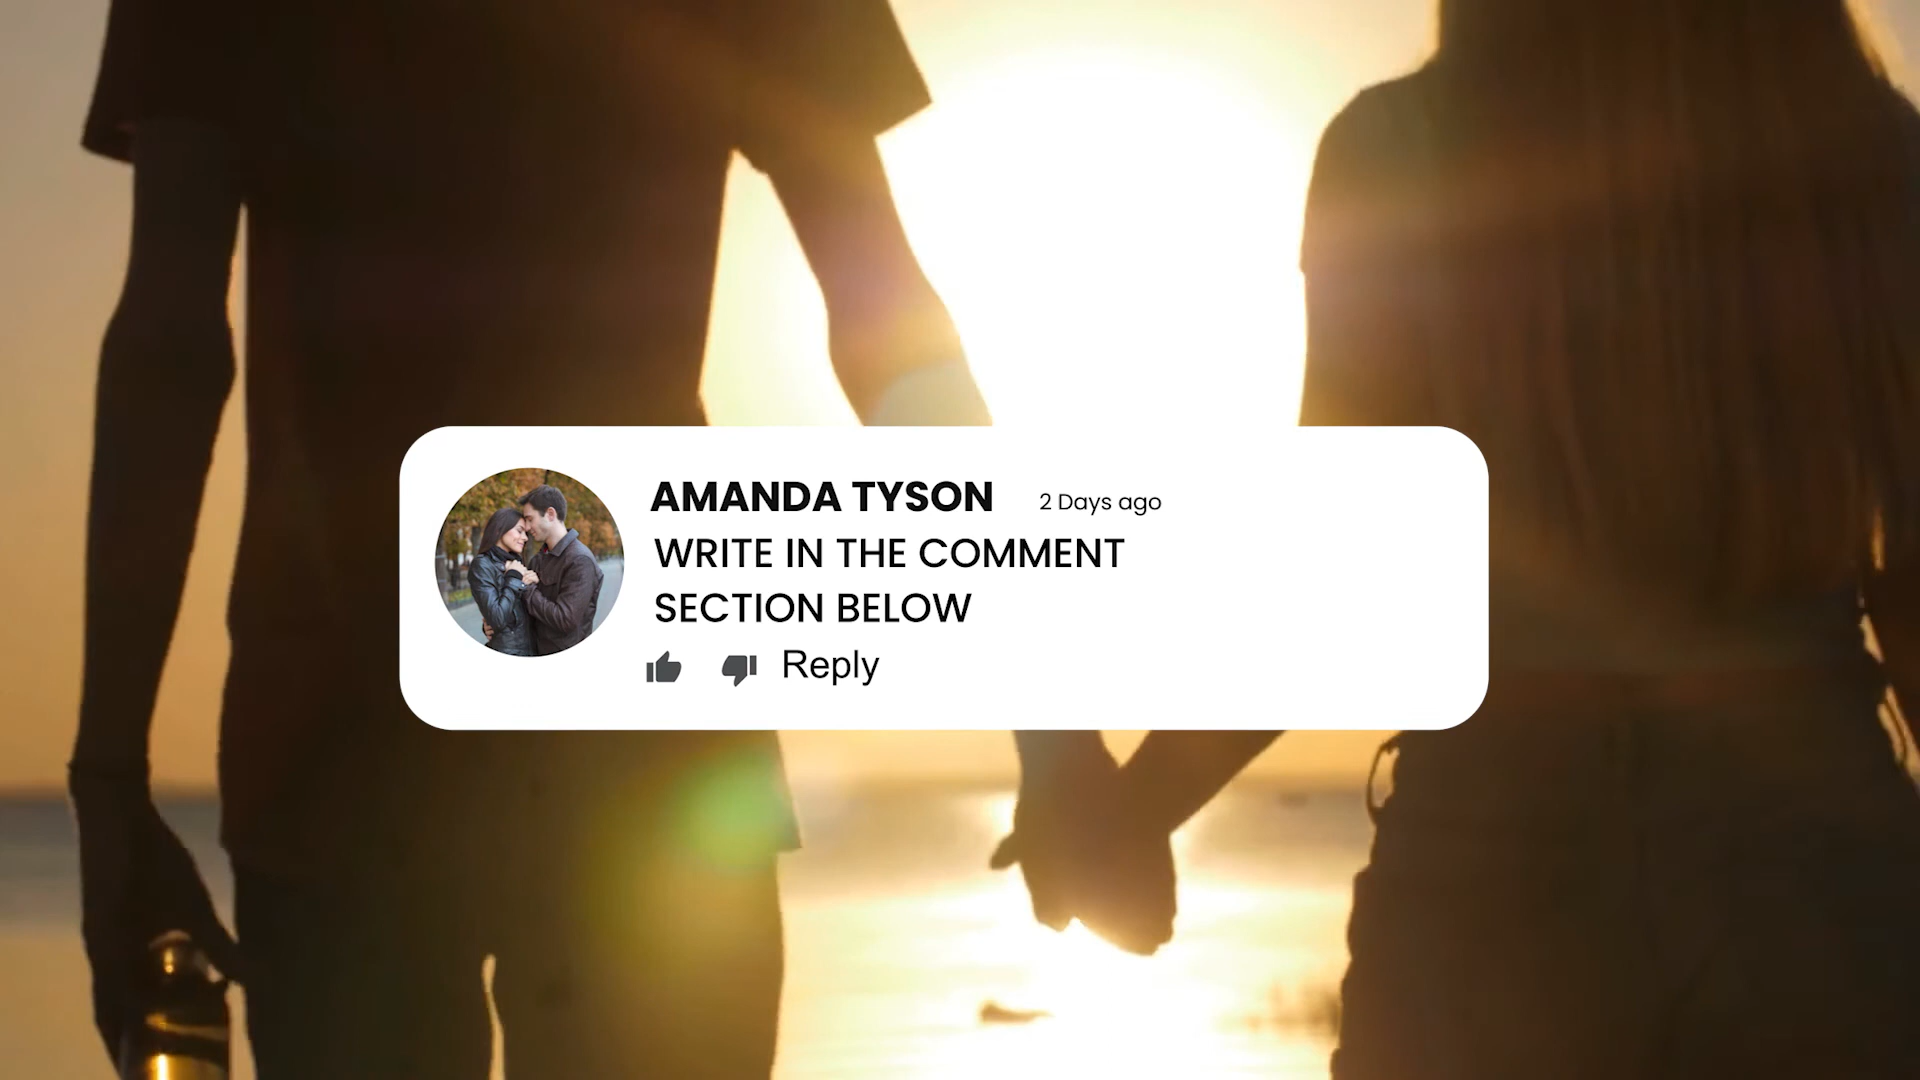 AMANDA TYSON 2 Days ago
WRITE IN THE COMMENT
SECTION BELOW
Reply